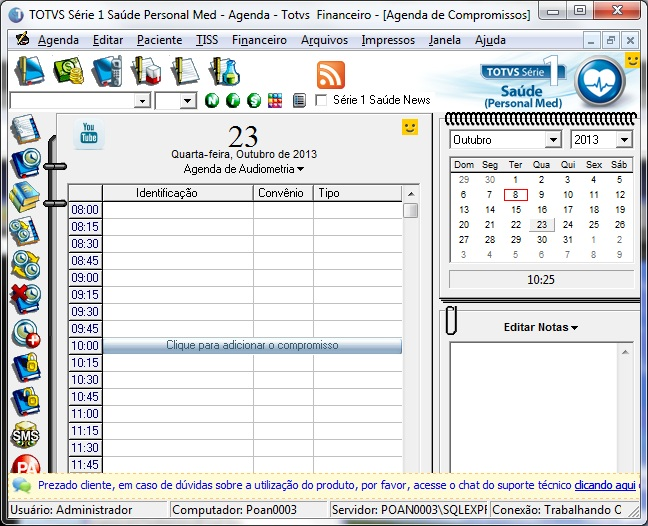 TOTVS Série 1 Saúde Personal Med - Agenda - Totvs Financeiro - [Agenda de Compromissos]
Agenda Editar Paciente TISS Financeiro Arquivos Impressos Janela Ajuda
TOTVS Série 1
Saúde
(Personal Med)
N I S Série 1 Saúde News
You
Tube
23
Quarta-feira, Outubro de 2013
Agenda de Audiometria
Identificação Convênio Tipo
08:00
08:15
08:30
08:45
09:00
09:15
09:30
09:45
10:00 Clique para adicionar o compromisso
10:15
10:30
10:45
11:00
11:15
11:30
11:45
SMS
PA
Outubro 2013
Dom Seg Ter Qua Qui Sex Sáb
29 30 1 2 3 4 5
6 7 8 9 10 11 12
13 14 15 16 17 18 19
20 21 22 23 24 25 26
27 28 29 30 31 1 2
3 4 5 6 7 8 9
10:25
Editar Notas
Prezado cliente, em caso de dúvidas sobre a utilização do produto, por favor, acesse o chat do suporte técnico clicando aqui
Usuário: Administrador Computador: Poan0003 Servidor: POAN0003\SQLEXPF Conexão: Trabalhando O